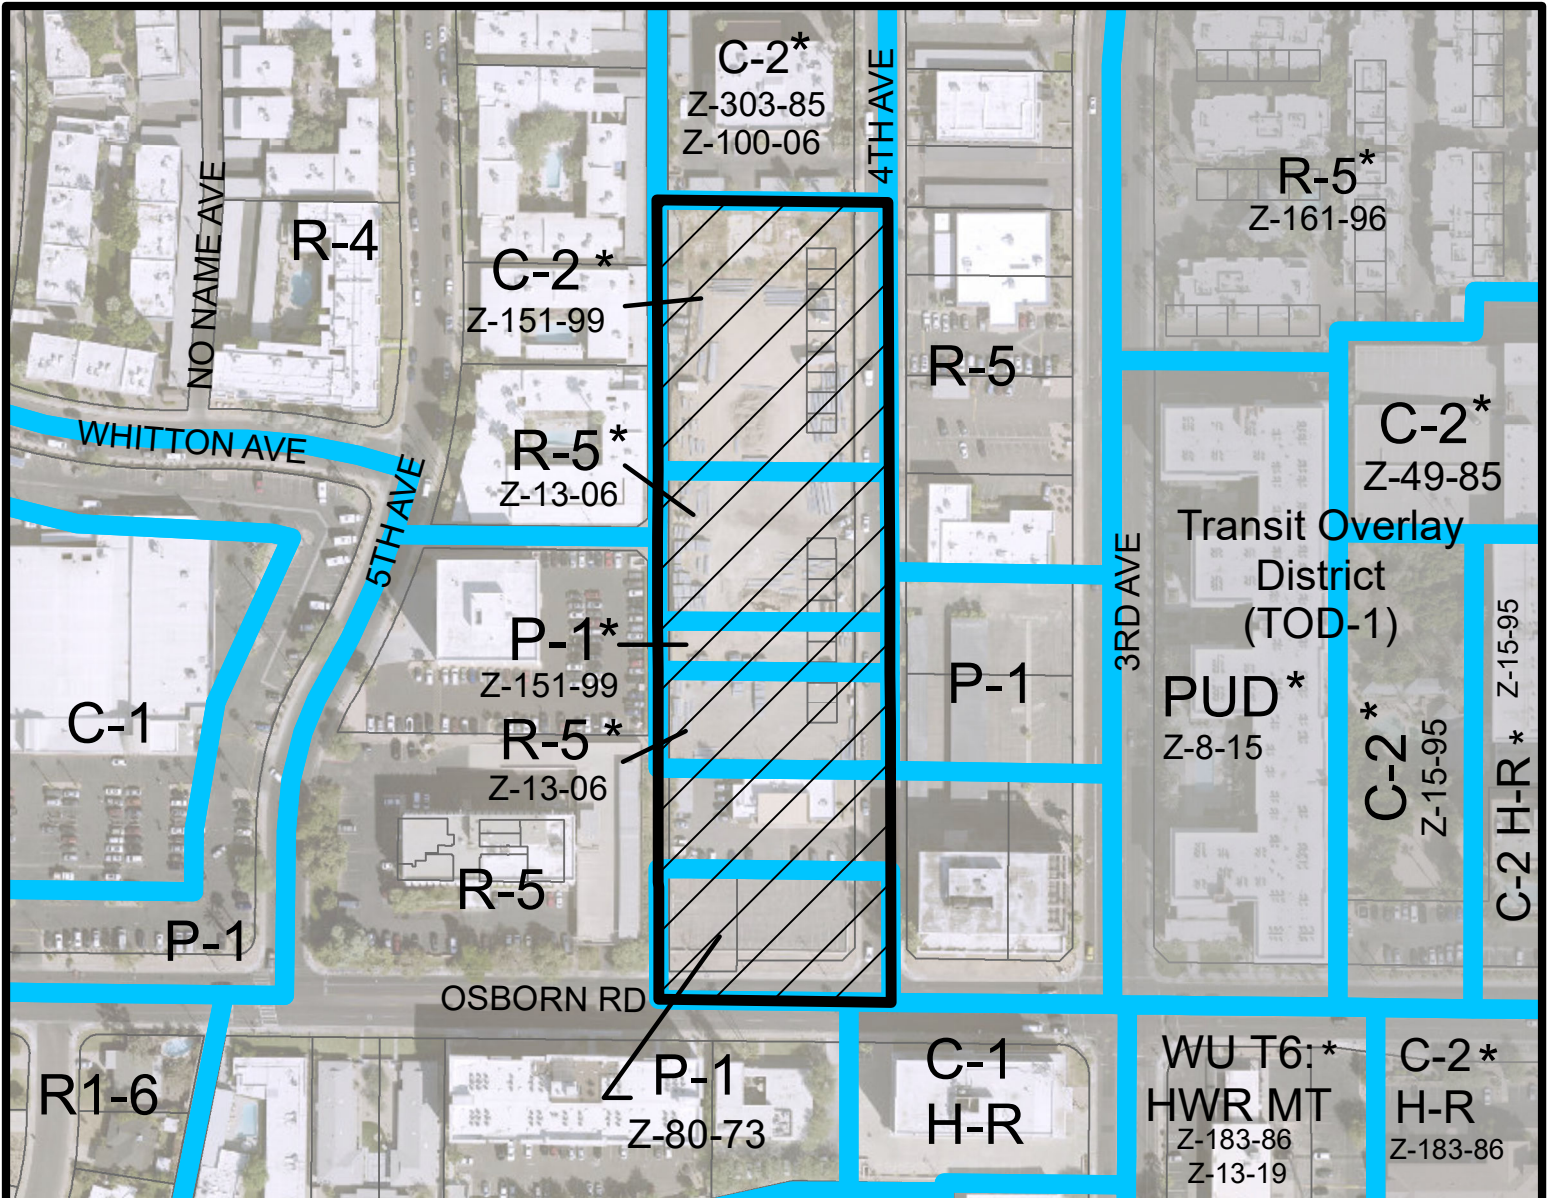 C-2*
Z-303-85
Z-100-06
4TH AVE
R-5*
Z-161-96
NO NAME AVE
R-4
C-2 *
Z-151-99
R-5
C-2*
Z-49-85
WHITTON AVE
R-5*
Z-13-06
5TH AVE
3RD AVE
Transit Overlay
District
(TOD-1)
P-1*
Z-151-99
P-1
PUD*
Z-8-15
C-2*
Z-15-95
C-2 H-R *
Z-15-95
C-1
R-5 *
Z-13-06
R-5
P-1
OSBORN RD
R1-6
P-1
Z-80-73
C-1
H-R
WU T6:*
HWR MT
Z-183-86
Z-13-19
C-2*
H-R
Z-183-86